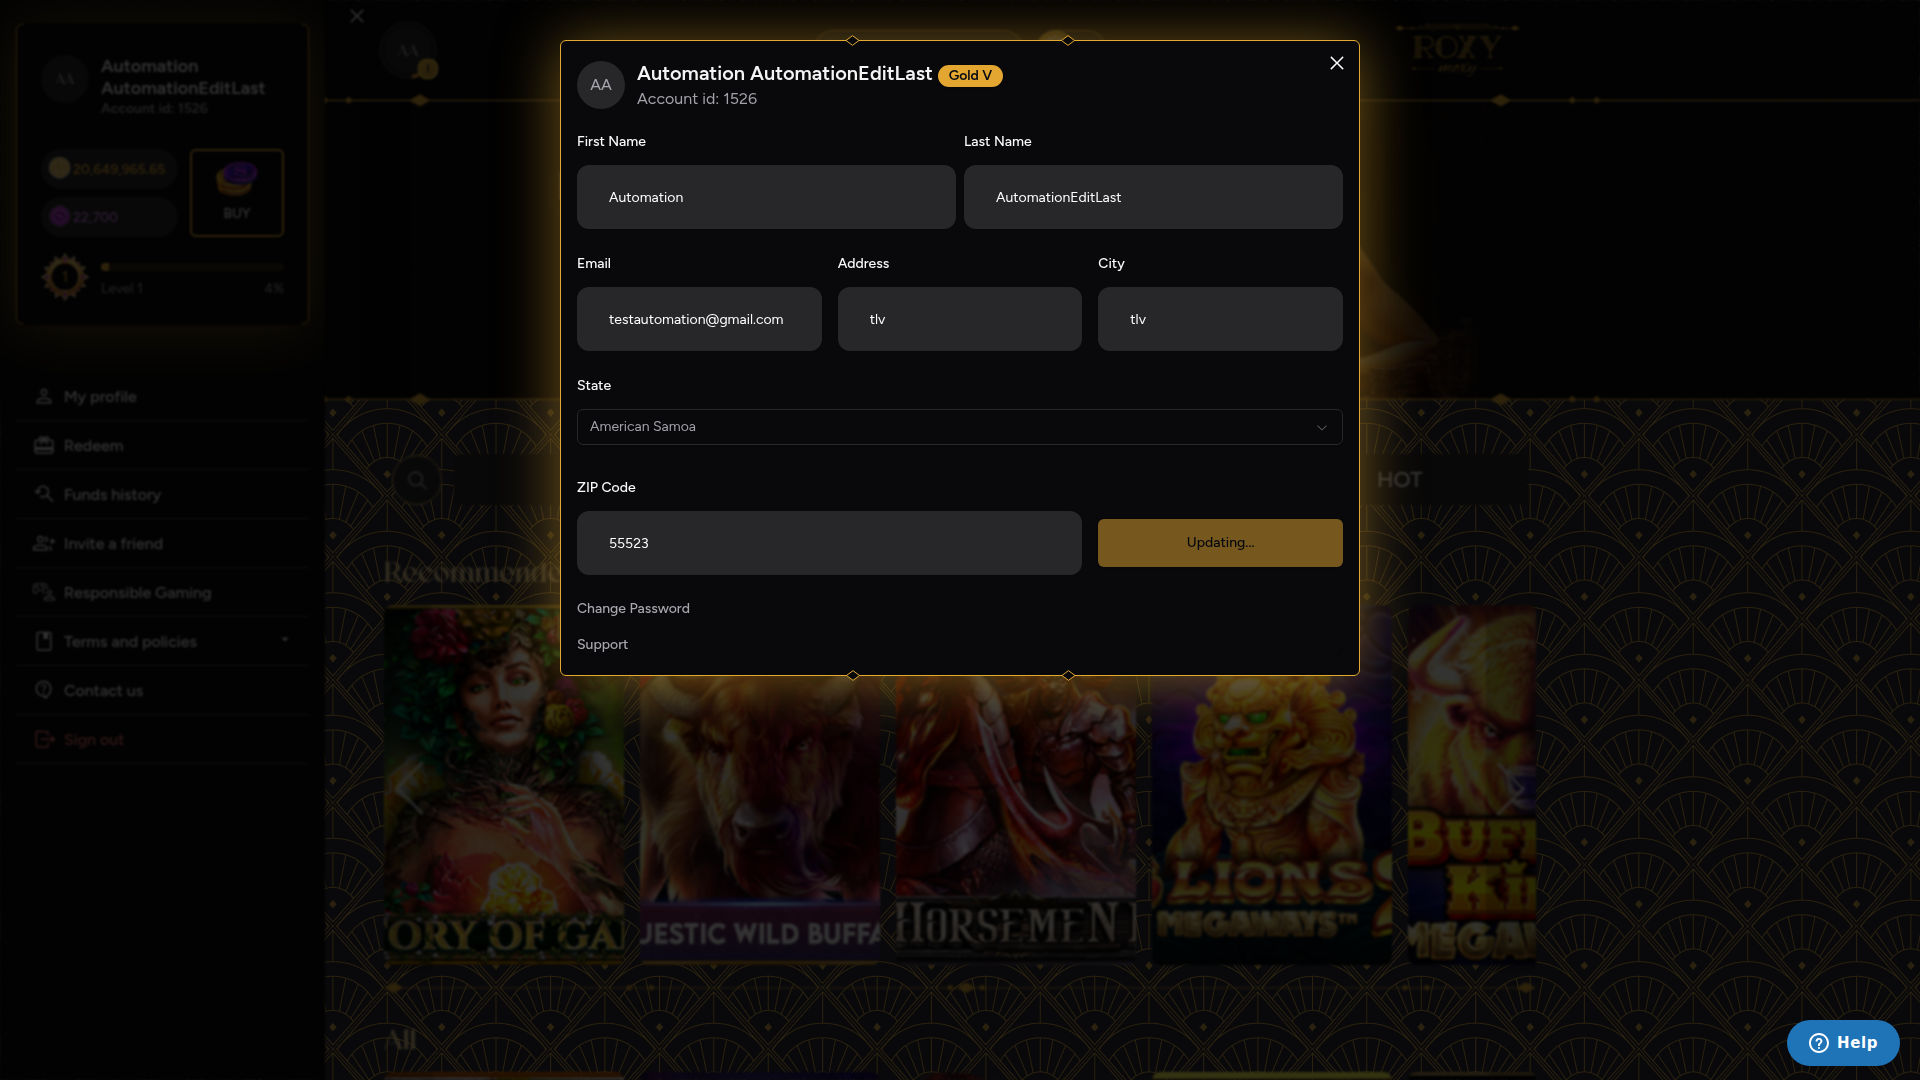 AA
Automation
AutomationEditLast
Account id: 1526
20,649,965.65
BUY
22,700
1
Level 1
4%
My profile
Redeem
Funds history
Invite a friend
Responsible Gaming
Terms and policies
Contact us
Sign out
AA
ROXY
moxy
AA
Automation AutomationEditLast Gold V
Account id: 1526
First Name
Last Name
Automation
AutomationEditLast
Email
Address
City
testautomation@gmail.com
tlv
tlv
State
American Samoa
ZIP Code
55523
Updating...
Change Password
Support
HOT
Recommende
ORY OF GA
JESTIC WILD BUFFA
HORSEMEN
LIONS
MEGAWAYS™
BUFF
KI
MEGA
All
Help